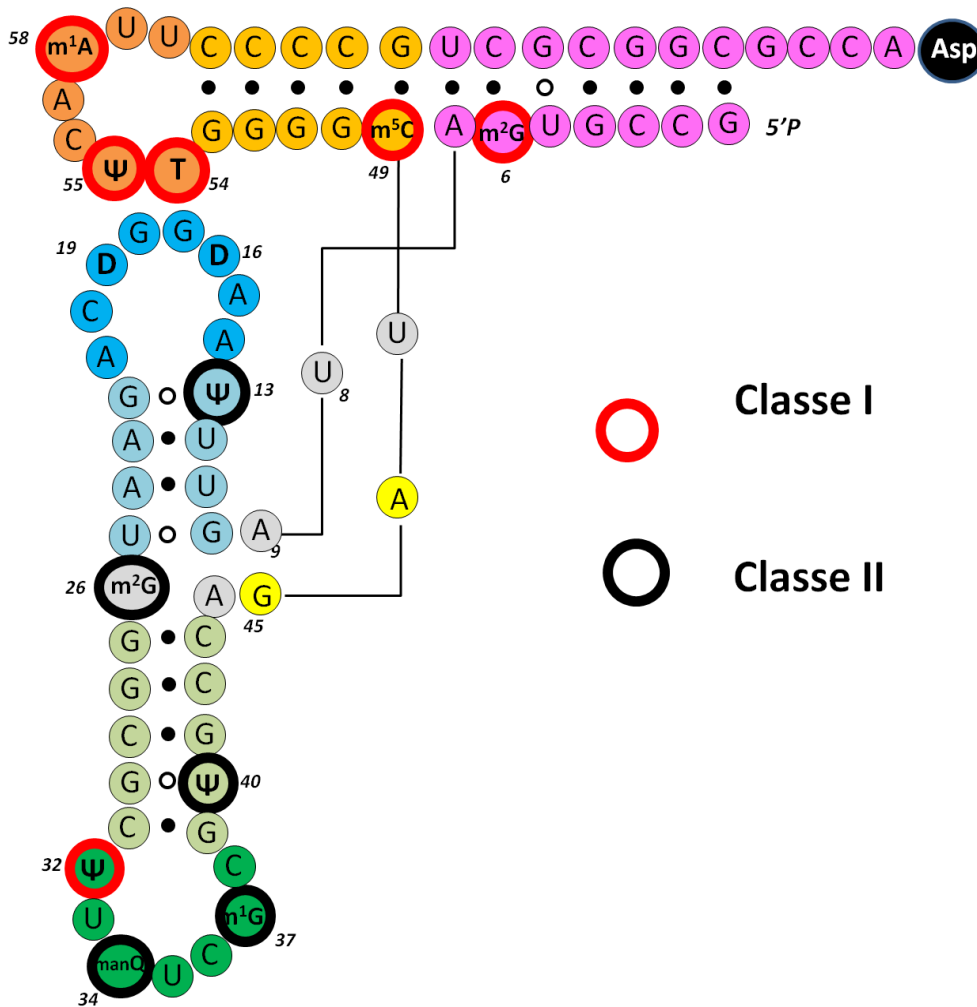 58 m¹A U U C C C C G U C G C G G C G C C A Asp
A
C G G G G m⁵C A m²G U G C C G 5'P
Ψ T
55 54 49 6
G G
19 D D 16
C A
A A U
U 8
G Ψ 13
A U
Classe I
A U A
U G A 9
26 m²G A G
Classe II
45
G C
G C
C G
G Ψ 40
C G
32 Ψ C
U m¹G
manQ U C 37
34